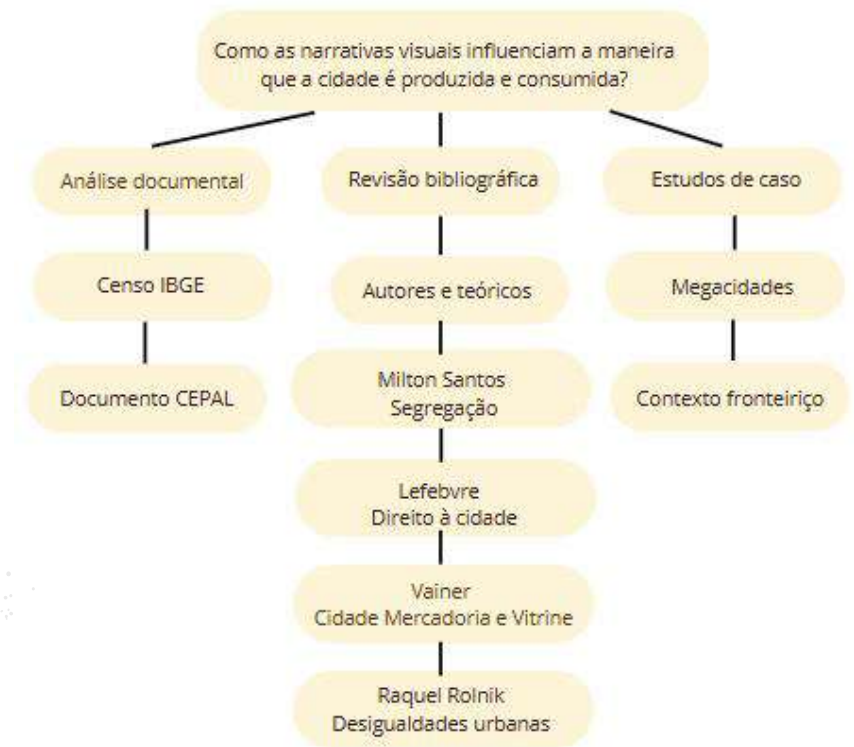 Como as narrativas visuais influenciam a maneira
que a cidade é produzida e consumida?
Análise documental
Censo IBGE
Documento CEPAL
Revisão bibliográfica
Autores e teóricos
Milton Santos
Segregação
Lefebvre
Direito à cidade
Vainer
Cidade Mercadoria e Vitrine
Raquel Rolnik
Desigualdades urbanas
Estudos de caso
Megacidades
Contexto fronteiriço